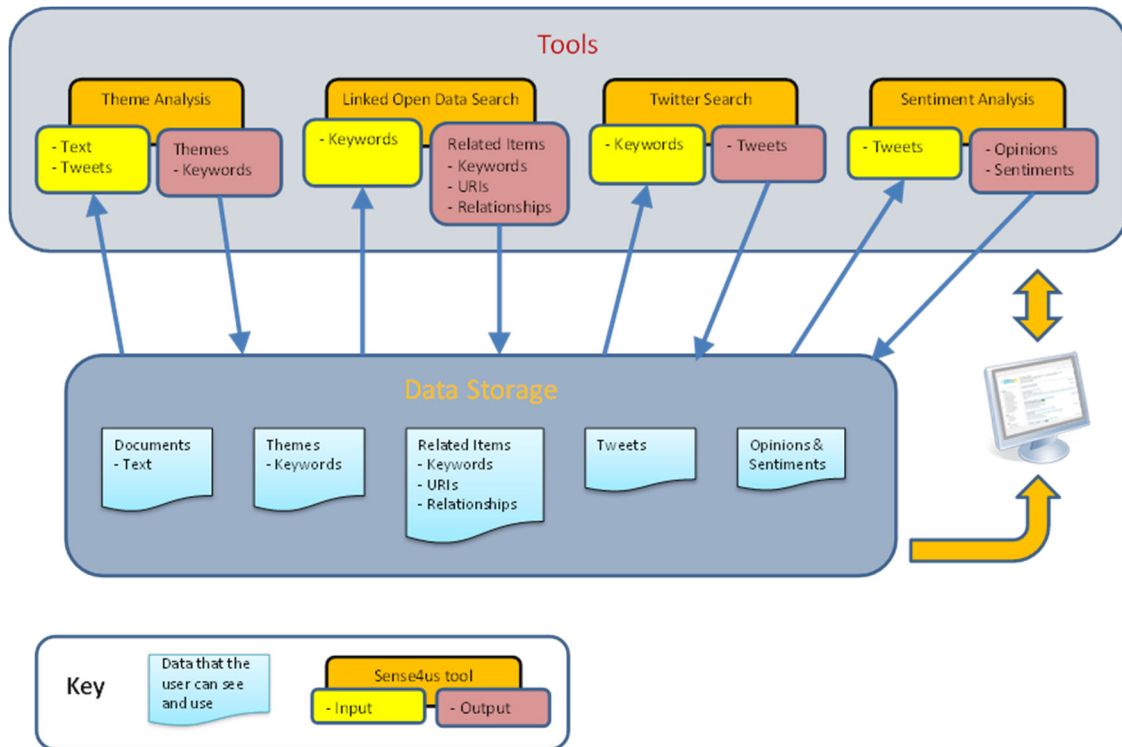 Tools
Theme Analysis
- Text
- Tweets
Themes
- Keywords
Linked Open Data Search
- Keywords
Related Items
- Keywords
- URIs
- Relationships
Twitter Search
- Keywords
- Tweets
Sentiment Analysis
- Tweets
- Opinions
- Sentiments
Data Storage
Documents
- Text
Themes
- Keywords
Related Items
- Keywords
- URIs
- Relationships
Tweets
Opinions &
Sentiments
Key
Data that the
user can see
and use
Sense4us tool
- Input
- Output